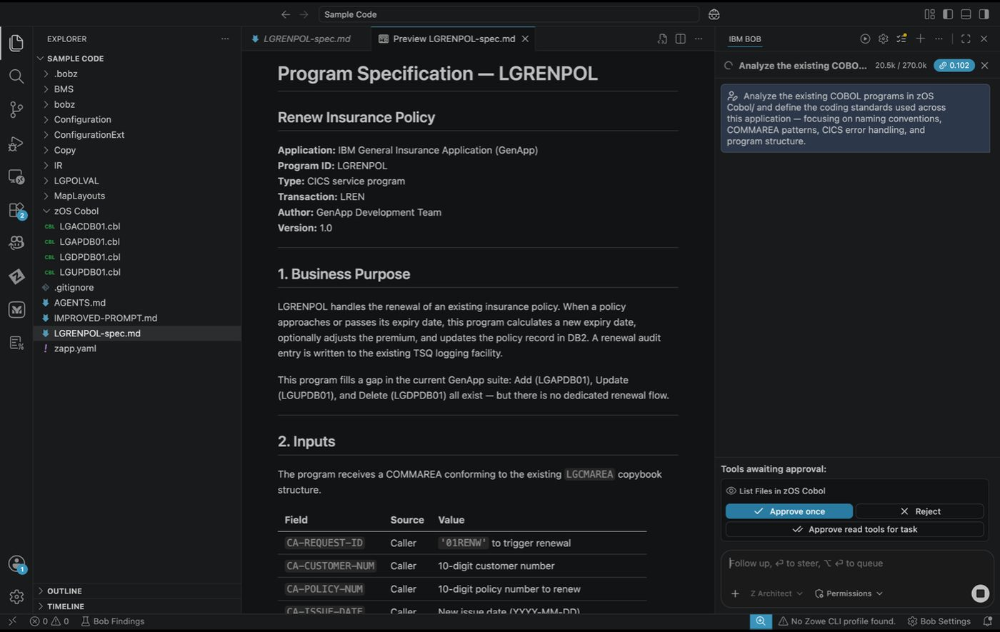 Sample Code
EXPLORER
SAMPLE CODE
.bobz
BMS
bobz
Configuration
ConfigurationExt
Copy
IR
LGPOLVAL
MapLayouts
zOS Cobol
CBL LGACDB01.cbl
CBL LGAPDB01.cbl
CBL LGDPDB01.cbl
CBL LGUPDB01.cbl
.gitignore
AGENTS.md
IMPROVED-PROMPT.md
LGRENPOL-spec.md
! zapp.yaml
OUTLINE
TIMELINE
2
1
LGRENPOL-spec.md
Preview LGRENPOL-spec.md
Program Specification — LGRENPOL
Renew Insurance Policy
Application: IBM General Insurance Application (GenApp)
Program ID: LGRENPOL
Type: CICS service program
Transaction: LREN
Author: GenApp Development Team
Version: 1.0
1. Business Purpose
LGRENPOL handles the renewal of an existing insurance policy. When a policy
approaches or passes its expiry date, this program calculates a new expiry date,
optionally adjusts the premium, and updates the policy record in DB2. A renewal audit
entry is written to the existing TSQ logging facility.
This program fills a gap in the current GenApp suite: Add (LGAPDB01), Update
(LGUPDB01), and Delete (LGDPDB01) all exist — but there is no dedicated renewal flow.
2. Inputs
The program receives a COMMAREA conforming to the existing LGCMAREA copybook
structure.
Field Source Value
CA-REQUEST-ID Caller '01RENW' to trigger renewal
CA-CUSTOMER-NUM Caller 10-digit customer number
CA-POLICY-NUM Caller 10-digit policy number to renew
CA-ISSUE-DATE Caller New issue date (YYYY-MM-DD)
IBM BOB
Analyze the existing COBO... 20.5k / 270.0k 0.102
Analyze the existing COBOL programs in zOS
Cobol/ and define the coding standards used across
this application — focusing on naming conventions,
COMMAREA patterns, CICS error handling, and
program structure.
Tools awaiting approval:
List Files in zOS Cobol
Approve once
Reject
Approve read tools for task
Follow up, ⏎ to steer, ⌥ ⏎ to queue
Z Architect
Permissions
0 0 Bob Findings
No Zowe CLI profile found.
Bob Settings